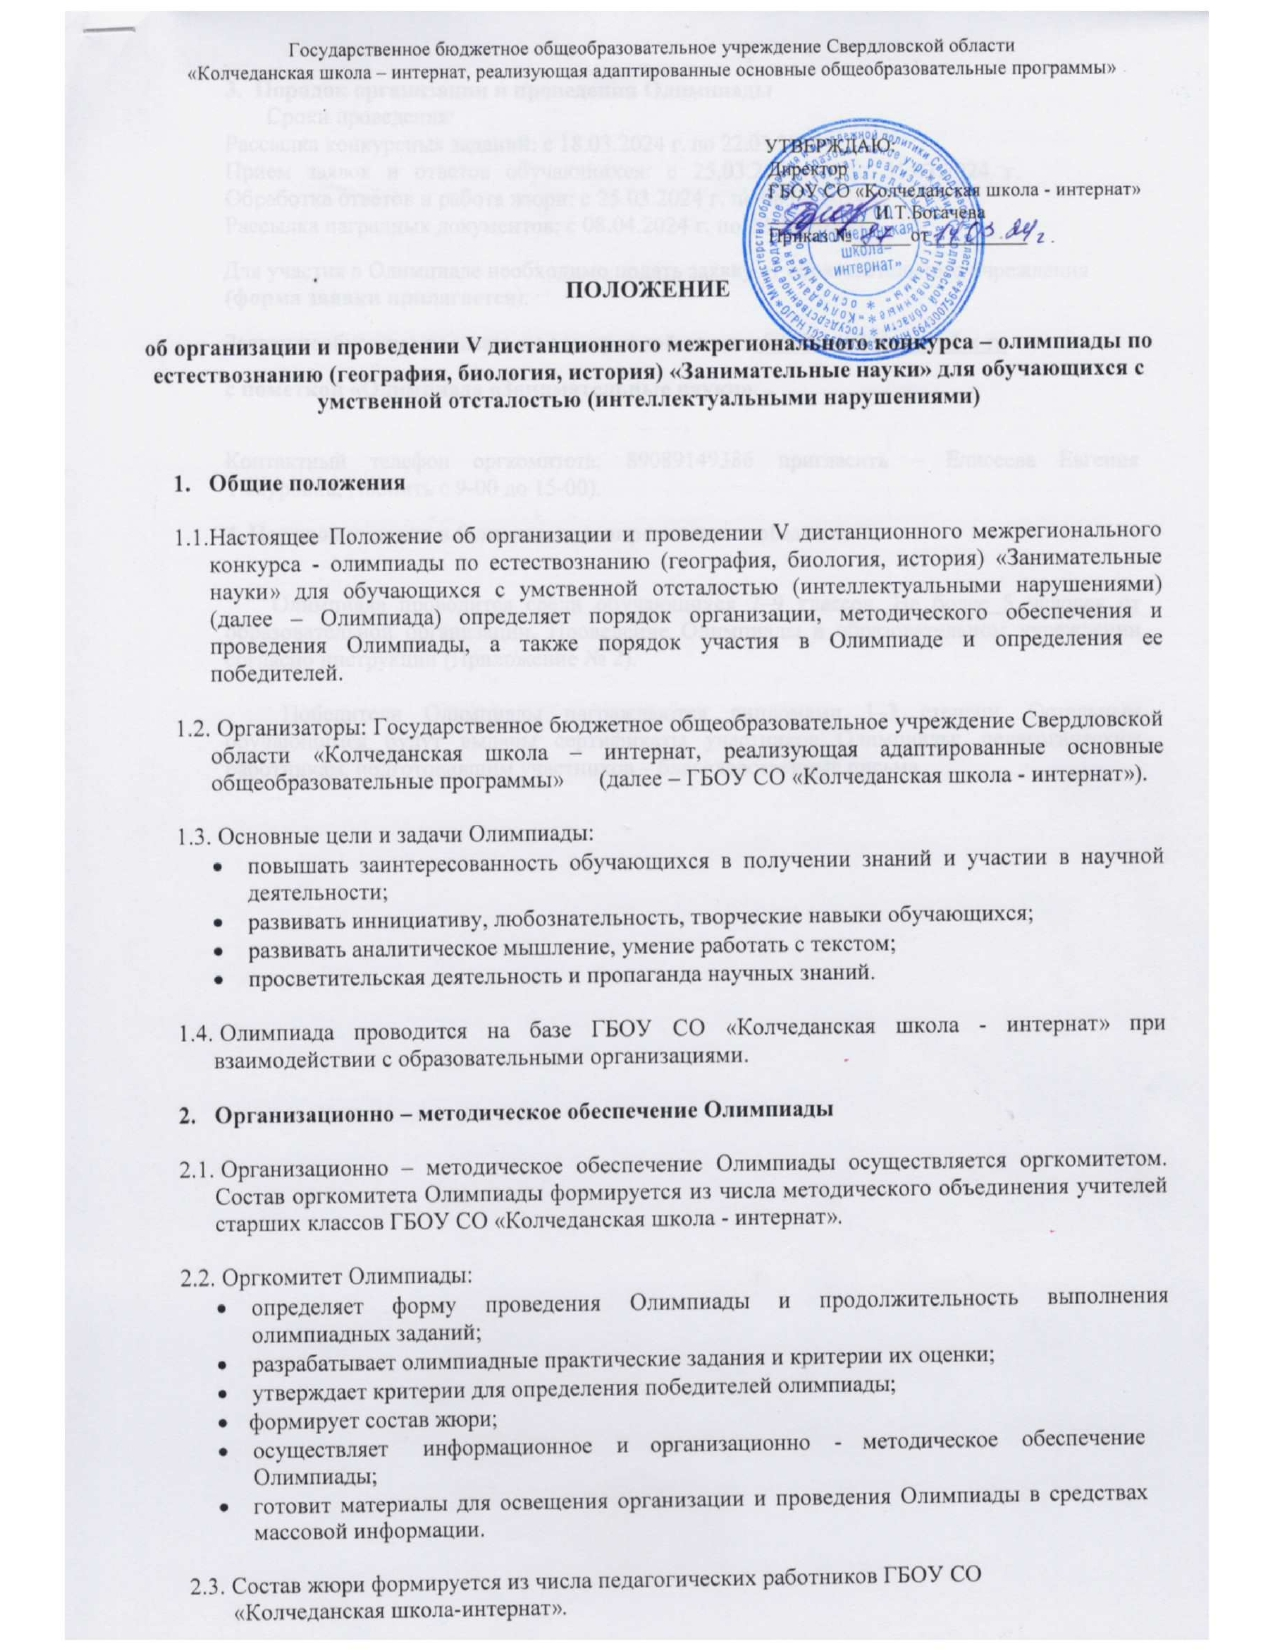 Государственное бюджетное общеобразовательное учреждение Свердловской области
«Колчеданская школа – интернат, реализующая адаптированные основные общеобразовательные программы»
УТВЕРЖДАЮ:
Директор
ГБОУ СО «Колчеданская школа - интернат»
И.Т.Богачева
Приказ № от
школа–
интернат»
ПОЛОЖЕНИЕ
об организации и проведении V дистанционного межрегионального конкурса – олимпиады по
естествознанию (география, биология, история) «Занимательные науки» для обучающихся с
умственной отсталостью (интеллектуальными нарушениями)
1. Общие положения
1.1.Настоящее Положение об организации и проведении V дистанционного межрегионального
конкурса - олимпиады по естествознанию (география, биология, история) «Занимательные
науки» для обучающихся с умственной отсталостью (интеллектуальными нарушениями)
(далее – Олимпиада) определяет порядок организации, методического обеспечения и
проведения Олимпиады, а также порядок участия в Олимпиаде и определения ее
победителей.
1.2. Организаторы: Государственное бюджетное общеобразовательное учреждение Свердловской
области «Колчеданская школа – интернат, реализующая адаптированные основные
общеобразовательные программы» (далее – ГБОУ СО «Колчеданская школа - интернат»).
1.3. Основные цели и задачи Олимпиады:
• повышать заинтересованность обучающихся в получении знаний и участии в научной
деятельности;
• развивать иннициативу, любознательность, творческие навыки обучающихся;
• развивать аналитическое мышление, умение работать с текстом;
• просветительская деятельность и пропаганда научных знаний.
1.4. Олимпиада проводится на базе ГБОУ СО «Колчеданская школа - интернат» при
взаимодействии с образовательными организациями.
2. Организационно – методическое обеспечение Олимпиады
2.1. Организационно – методическое обеспечение Олимпиады осуществляется оргкомитетом.
Состав оргкомитета Олимпиады формируется из числа методического объединения учителей
старших классов ГБОУ СО «Колчеданская школа - интернат».
2.2. Оргкомитет Олимпиады:
• определяет форму проведения Олимпиады и продолжительность выполнения
олимпиадных заданий;
• разрабатывает олимпиадные практические задания и критерии их оценки;
• утверждает критерии для определения победителей олимпиады;
• формирует состав жюри;
• осуществляет информационное и организационно - методическое обеспечение
Олимпиады;
• готовит материалы для освещения организации и проведения Олимпиады в средствах
массовой информации.
2.3. Состав жюри формируется из числа педагогических работников ГБОУ СО
«Колчеданская школа-интернат».